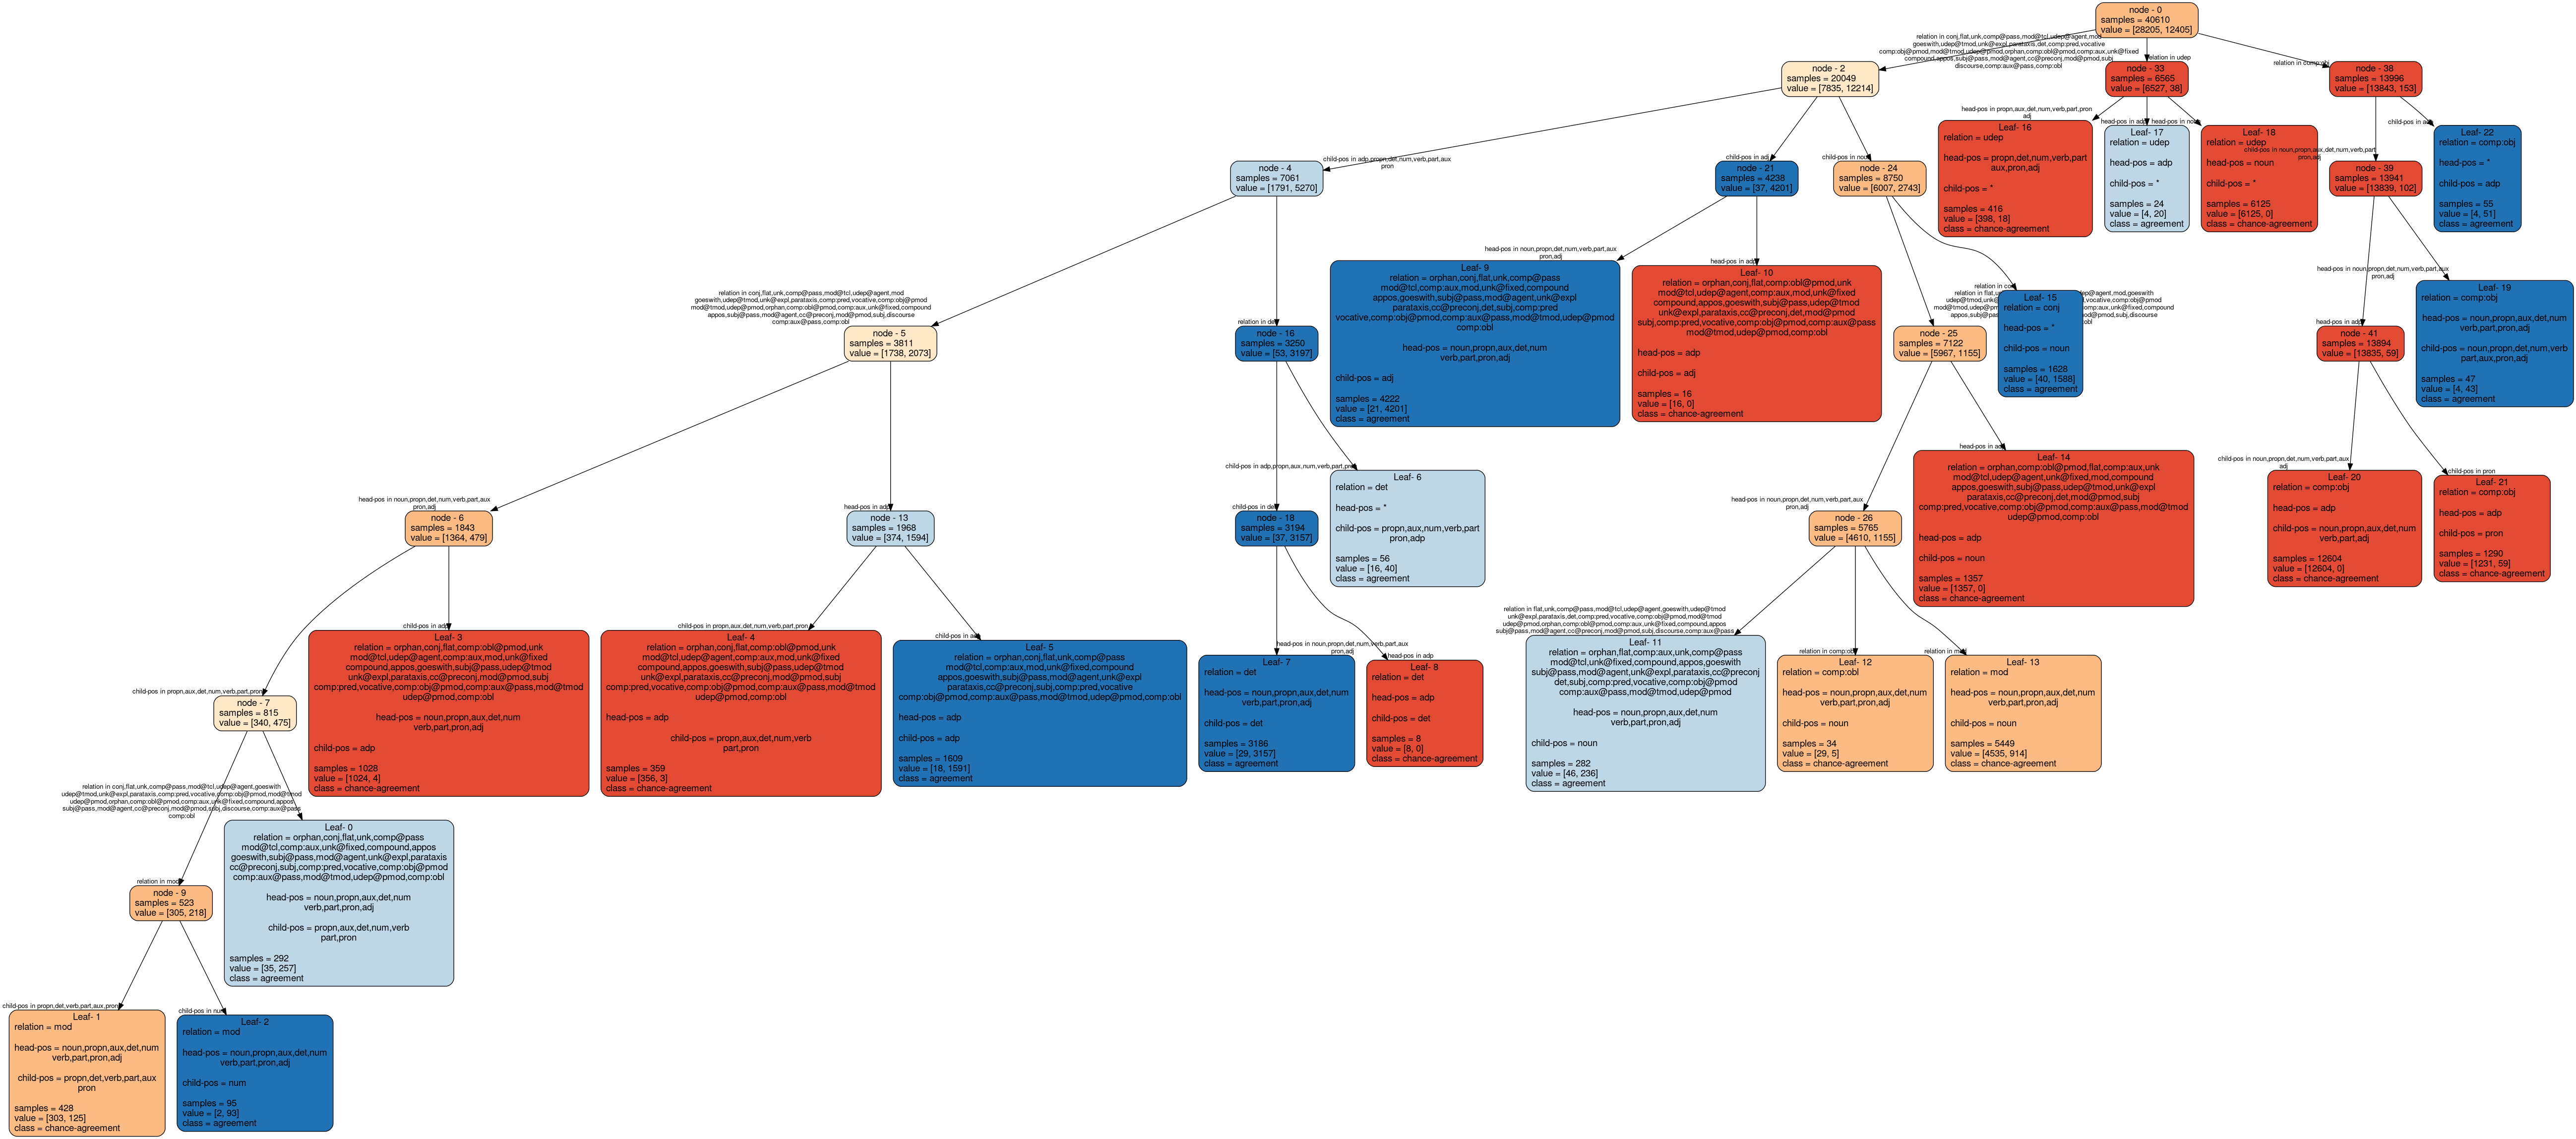 node - 0
samples = 40610
value = [28205, 12405]
relation in conj,flat,unk,comp@pass,mod@tcl,udep@agent,mod
goeswith,udep@tmod,unk@expl,parataxis,det,comp:pred,vocative
comp:obj@pmod,mod@tmod,udep@pmod,orphan,comp:obl@pmod,comp:aux,unk@fixed
compound,appos,subj@pass,mod@agent,cc@preconj,mod@pmod,subj
discourse,comp:aux@pass,comp:obl
relation in udep
relation in comp:obj
node - 2
samples = 20049
value = [7835, 12214]
node - 33
samples = 6565
value = [6527, 38]
node - 38
samples = 13996
value = [13843, 153]
child-pos in adp,propn,det,num,verb,part,aux
pron
child-pos in adj
child-pos in noun
head-pos in propn,det,num,verb,part,pron
adj
head-pos in adp
head-pos in noun
child-pos in noun,propn,aux,det,num,verb,part
pron,adj
child-pos in adp
node - 4
samples = 7061
value = [1791, 5270]
node - 21
samples = 4238
value = [37, 4201]
node - 24
samples = 8750
value = [6007, 2743]
Leaf- 16
relation = udep
head-pos = propn,det,num,verb,part
aux,pron,adj
child-pos = *
samples = 416
value = [398, 18]
class = chance-agreement
Leaf- 17
relation = udep
head-pos = adp
child-pos = *
samples = 24
value = [4, 20]
class = agreement
Leaf- 18
relation = udep
head-pos = noun
child-pos = *
samples = 6125
value = [6125, 0]
class = chance-agreement
node - 39
samples = 13941
value = [13839, 102]
Leaf- 22
relation = comp:obj
head-pos = *
child-pos = adp
samples = 55
value = [4, 51]
class = agreement
relation in conj,flat,unk,comp@pass,mod@tcl,udep@agent,mod
goeswith,udep@tmod,unk@expl,parataxis,comp:pred,vocative,comp:obj@pmod
mod@tmod,udep@pmod,orphan,comp:obl@pmod,comp:aux,unk@fixed,compound
appos,subj@pass,mod@agent,cc@preconj,mod@pmod,subj,discourse
comp:aux@pass,comp:obl
relation in det
head-pos in noun,propn,det,num,verb,part,aux
pron,adj
head-pos in adp
relation in
relation in
head-pos in noun,propn,det,num,verb,part,aux
pron,adj
head-pos in adp
node - 5
samples = 3811
value = [1738, 2073]
node - 16
samples = 3250
value = [53, 3197]
Leaf- 9
relation = orphan,conj,flat,unk,comp@pass
mod@tcl,comp:aux,mod,unk@fixed,compound
appos,goeswith,subj@pass,mod@agent,unk@expl
parataxis,cc@preconj,det,subj,comp:pred
vocative,comp:obj@pmod,comp:aux@pass,mod@tmod,udep@pmod
comp:obl
head-pos = noun,propn,aux,det,num
verb,part,pron,adj
child-pos = adj
samples = 4222
value = [21, 4201]
class = agreement
Leaf- 10
relation = orphan,conj,flat,comp:obl@pmod,unk
mod@tcl,udep@agent,comp:aux,mod,unk@fixed
compound,appos,goeswith,subj@pass,udep@tmod
unk@expl,parataxis,cc@preconj,det,mod@pmod
subj,comp:pred,vocative,comp:obj@pmod,comp:aux@pass
mod@tmod,udep@pmod,comp:obl
head-pos = adp
child-pos = adj
samples = 16
value = [16, 0]
class = chance-agreement
node - 25
samples = 7122
value = [5967, 1155]
Leaf- 15
relation = conj
head-pos = *
child-pos = noun
samples = 1628
value = [40, 1588]
class = agreement
node - 41
samples = 13894
value = [13835, 59]
Leaf- 19
relation = comp:obj
head-pos = noun,propn,aux,det,num
verb,part,pron,adj
child-pos = noun,propn,det,num,verb
part,aux,pron,adj
samples = 47
value = [4, 43]
class = agreement
head-pos in noun,propn,det,num,verb,part,aux
pron,adj
head-pos in adp
child-pos in det
child-pos in adp,propn,aux,num,verb,part,pron
head-pos in noun,propn,det,num,verb,part,aux
pron,adj
head-pos in adp
child-pos in noun,propn,det,num,verb,part,aux
adj
child-pos in pron
node - 6
samples = 1843
value = [1364, 479]
node - 13
samples = 1968
value = [374, 1594]
node - 18
samples = 3194
value = [37, 3157]
Leaf- 6
relation = det
head-pos = *
child-pos = propn,aux,num,verb,part
pron,adp
samples = 56
value = [16, 40]
class = agreement
node - 26
samples = 5765
value = [4610, 1155]
Leaf- 14
relation = orphan,comp:obl@pmod,flat,comp:aux,unk
mod@tcl,udep@agent,unk@fixed,mod,compound
appos,goeswith,subj@pass,udep@tmod,unk@expl
parataxis,cc@preconj,det,mod@pmod,subj
comp:pred,vocative,comp:obj@pmod,comp:aux@pass,mod@tmod
udep@pmod,comp:obl
head-pos = adp
child-pos = noun
samples = 1357
value = [1357, 0]
class = chance-agreement
Leaf- 20
relation = comp:obj
head-pos = adp
child-pos = noun,propn,aux,det,num
verb,part,adj
samples = 12604
value = [12604, 0]
class = chance-agreement
Leaf- 21
relation = comp:obj
head-pos = adp
child-pos = pron
samples = 1290
value = [1231, 59]
class = chance-agreement
child-pos in propn,aux,det,num,verb,part,pron
child-pos in adp
child-pos in propn,aux,det,num,verb,part,pron
child-pos in adp
head-pos in noun,propn,det,num,verb,part,aux
pron,adj
head-pos in adp
relation in flat,unk,comp@pass,mod@tcl,udep@agent,goeswith,udep@tmod
unk@expl,parataxis,det,comp:pred,vocative,comp:obj@pmod,mod@tmod
udep@pmod,orphan,comp:obl@pmod,comp:aux,unk@fixed,compound,appos
subj@pass,mod@agent,cc@preconj,mod@pmod,subj,discourse,comp:aux@pass
relation in comp:obl
relation in mod
node - 7
samples = 815
value = [340, 475]
Leaf- 3
relation = orphan,conj,flat,comp:obl@pmod,unk
mod@tcl,udep@agent,comp:aux,mod,unk@fixed
compound,appos,goeswith,subj@pass,udep@tmod
unk@expl,parataxis,cc@preconj,mod@pmod,subj
comp:pred,vocative,comp:obj@pmod,comp:aux@pass,mod@tmod
udep@pmod,comp:obl
head-pos = noun,propn,aux,det,num
verb,part,pron,adj
child-pos = adp
samples = 1028
value = [1024, 4]
class = chance-agreement
Leaf- 4
relation = orphan,conj,flat,comp:obl@pmod,unk
mod@tcl,udep@agent,comp:aux,mod,unk@fixed
compound,appos,goeswith,subj@pass,udep@tmod
unk@expl,parataxis,cc@preconj,mod@pmod,subj
comp:pred,vocative,comp:obj@pmod,comp:aux@pass,mod@tmod
udep@pmod,comp:obl
head-pos = adp
child-pos = propn,aux,det,num,verb
part,pron
samples = 359
value = [356, 3]
class = chance-agreement
Leaf- 5
relation = orphan,conj,flat,unk,comp@pass
mod@tcl,comp:aux,mod,unk@fixed,compound
appos,goeswith,subj@pass,mod@agent,unk@expl
parataxis,cc@preconj,subj,comp:pred,vocative
comp:obj@pmod,comp:aux@pass,mod@tmod,udep@pmod,comp:obl
head-pos = adp
child-pos = adp
samples = 1609
value = [18, 1591]
class = agreement
Leaf- 7
relation = det
head-pos = noun,propn,aux,det,num
verb,part,pron,adj
child-pos = det
samples = 3186
value = [29, 3157]
class = agreement
Leaf- 8
relation = det
head-pos = adp
child-pos = det
samples = 8
value = [8, 0]
class = chance-agreement
Leaf- 11
relation = orphan,flat,comp:aux,unk,comp@pass
mod@tcl,unk@fixed,compound,appos,goeswith
subj@pass,mod@agent,unk@expl,parataxis,cc@preconj
det,subj,comp:pred,vocative,comp:obj@pmod
comp:aux@pass,mod@tmod,udep@pmod
head-pos = noun,propn,aux,det,num
verb,part,pron,adj
child-pos = noun
samples = 282
value = [46, 236]
class = agreement
Leaf- 12
relation = comp:obl
head-pos = noun,propn,aux,det,num
verb,part,pron,adj
child-pos = noun
samples = 34
value = [29, 5]
class = chance-agreement
Leaf- 13
relation = mod
head-pos = noun,propn,aux,det,num
verb,part,pron,adj
child-pos = noun
samples = 5449
value = [4535, 914]
class = chance-agreement
relation in conj,flat,unk,comp@pass,mod@tcl,udep@agent,goeswith
udep@tmod,unk@expl,parataxis,comp:pred,vocative,comp:obj@pmod,mod@tmod
udep@pmod,orphan,comp:obl@pmod,comp:aux,unk@fixed,compound,appos
subj@pass,mod@agent,cc@preconj,mod@pmod,subj,discourse,comp:aux@pass
comp:obl
relation in mod
node - 9
samples = 523
value = [305, 218]
Leaf- 0
relation = orphan,conj,flat,unk,comp@pass
mod@tcl,comp:aux,unk@fixed,compound,appos
goeswith,subj@pass,mod@agent,unk@expl,parataxis
cc@preconj,subj,comp:pred,vocative,comp:obj@pmod
comp:aux@pass,mod@tmod,udep@pmod,comp:obl
head-pos = noun,propn,aux,det,num
verb,part,pron,adj
child-pos = propn,aux,det,num,verb
part,pron
samples = 292
value = [35, 257]
class = agreement
child-pos in propn,det,verb,part,aux,pron
child-pos in num
Leaf- 1
relation = mod
head-pos = noun,propn,aux,det,num
verb,part,pron,adj
child-pos = propn,det,verb,part,aux
pron
samples = 428
value = [303, 125]
class = chance-agreement
Leaf- 2
relation = mod
head-pos = noun,propn,aux,det,num
verb,part,pron,adj
child-pos = num
samples = 95
value = [2, 93]
class = agreement